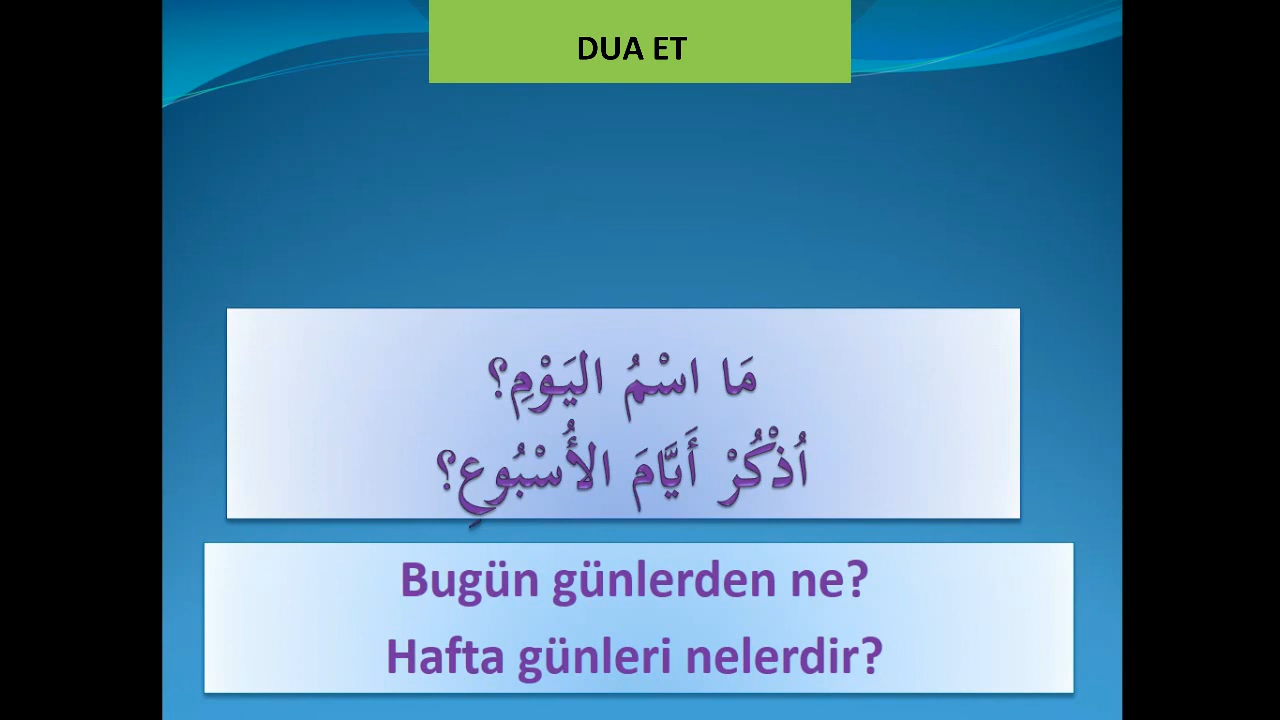 DUA ET
مَا اسْمُ اليَوْمِ؟
اُذْكُرْ أَيَّامَ الأُسْبُوعِ؟
Bugün günlerden ne?
Hafta günleri nelerdir?